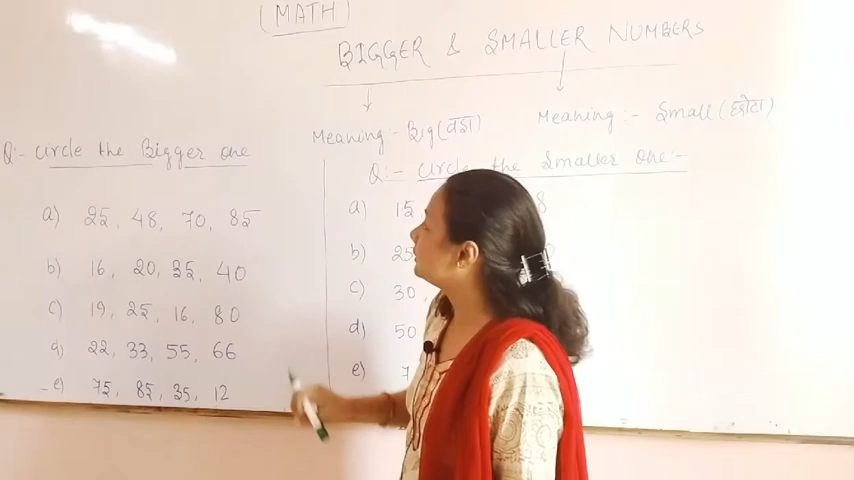 (MATH)
BIGGER & SMALLER NUMBERS
Meaning - Big (बड़ा)
Meaning :- Small (छोटा)
Q:- circle the Bigger one
a) 25, 48, 70, 85
b) 16, 20, 35, 40
c) 19, 25, 16, 80
d) 22, 33, 55, 66
e) 75, 85, 35, 12
Q:- circle the Smaller One:-
a) 15
b) 25
c) 30
d) 50
e) 7